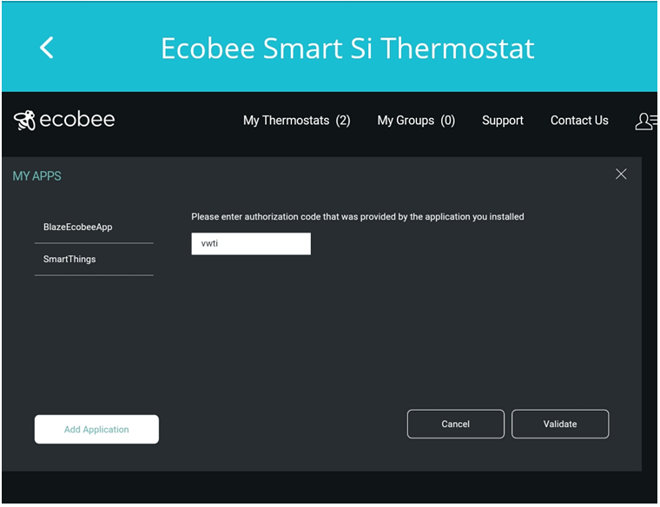 Ecobee Smart Si Thermostat
ecobee
My Thermostats (2) My Groups (0) Support Contact Us
MY APPS
Please enter authorization code that was provided by the application you installed
BlazeEcobeeApp
vwti
SmartThings
Add Application
Cancel
Validate